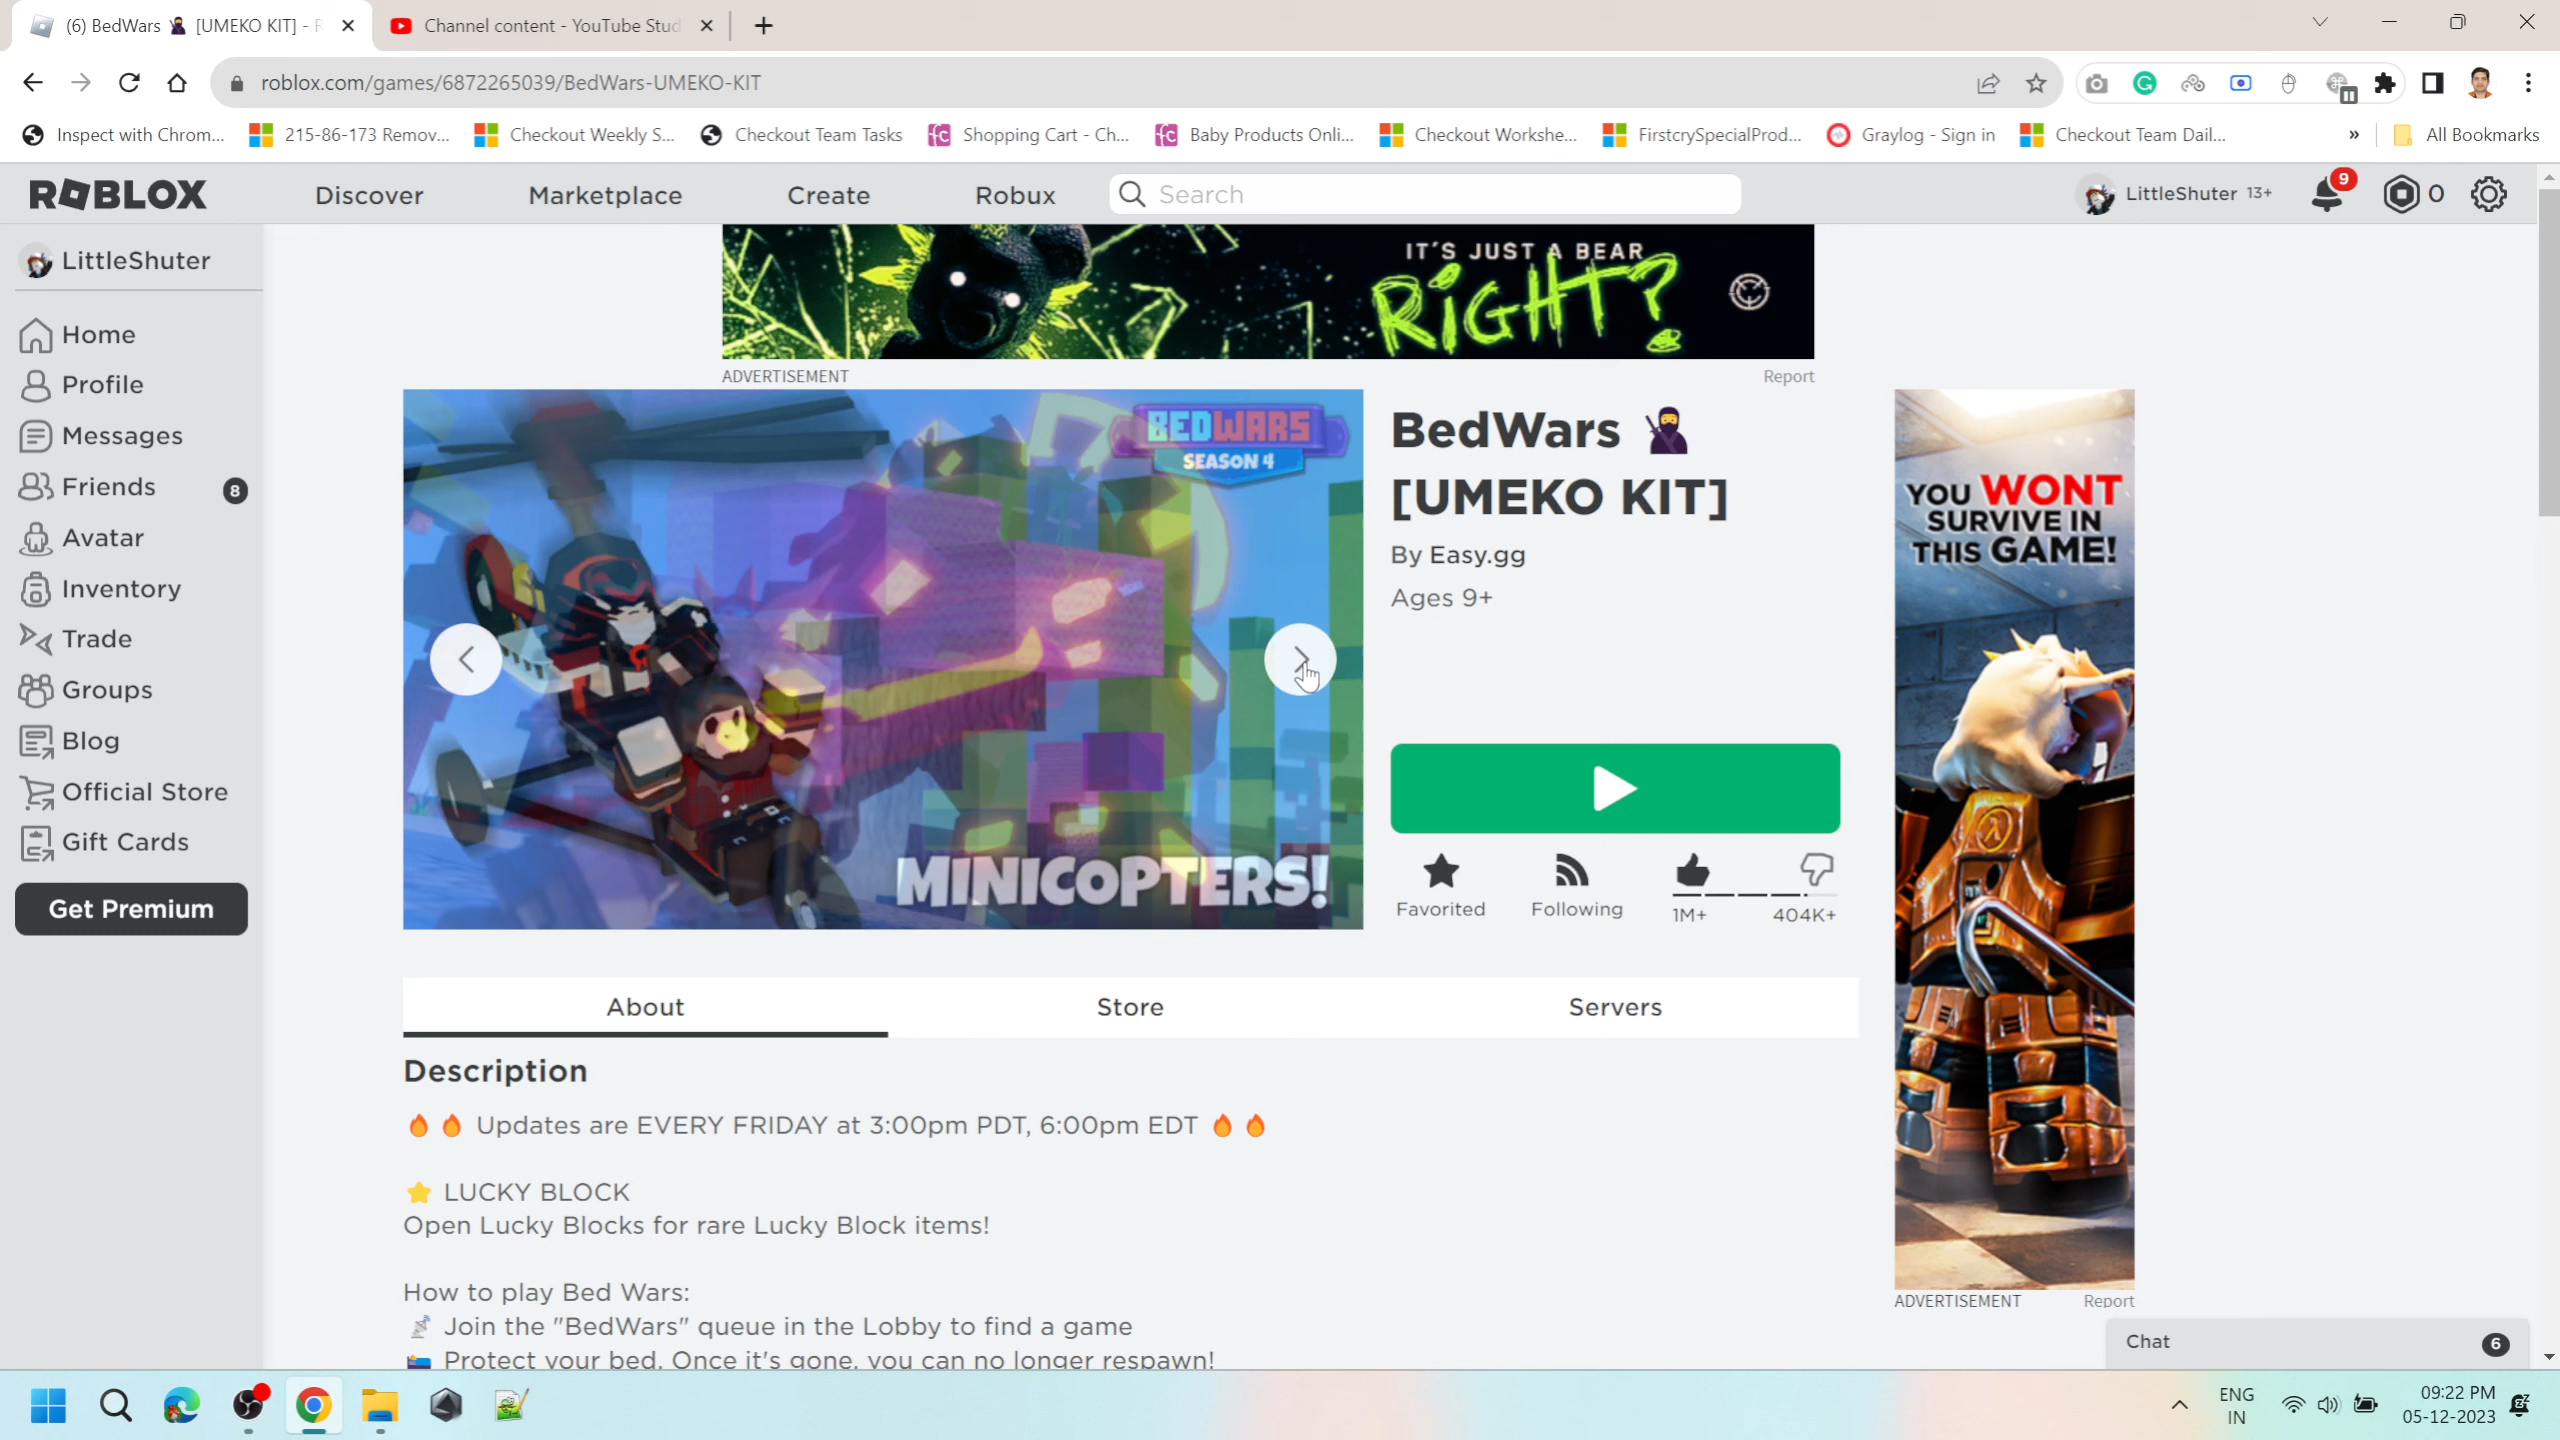 (6) BedWars 🥷 [UMEKO KIT] - R
Channel content - YouTube Stud
roblox.com/games/6872265039/BedWars-UMEKO-KIT
Inspect with Chrom...
215-86-173 Remov...
Checkout Weekly S...
Checkout Team Tasks
Shopping Cart - Ch...
Baby Products Onli...
Checkout Workshe...
FirstcrySpecialProd...
Graylog - Sign in
Checkout Team Dail...
»
All Bookmarks
ROBLOX
Discover
Marketplace
Create
Robux
Search
LittleShuter 13+
9
0
LittleShuter
Home
Profile
Messages
Friends
8
Avatar
Inventory
Trade
Groups
Blog
Official Store
Gift Cards
Get Premium
IT'S JUST A BEAR
RIGHT?
ADVERTISEMENT
Report
BEDWARS
SEASON 4
MINICOPTERS!
BedWars 🥷
[UMEKO KIT]
By Easy.gg
Ages 9+
Favorited
Following
1M+
404K+
YOU WONT
SURVIVE IN
THIS GAME!
ADVERTISEMENT
Report
About
Store
Servers
Description
🔥 🔥 Updates are EVERY FRIDAY at 3:00pm PDT, 6:00pm EDT 🔥 🔥
⭐ LUCKY BLOCK
Open Lucky Blocks for rare Lucky Block items!
How to play Bed Wars:
📡 Join the "BedWars" queue in the Lobby to find a game
🛏️ Protect your bed. Once it's gone, you can no longer respawn!
Chat
6
ENG
IN
09:22 PM
05-12-2023